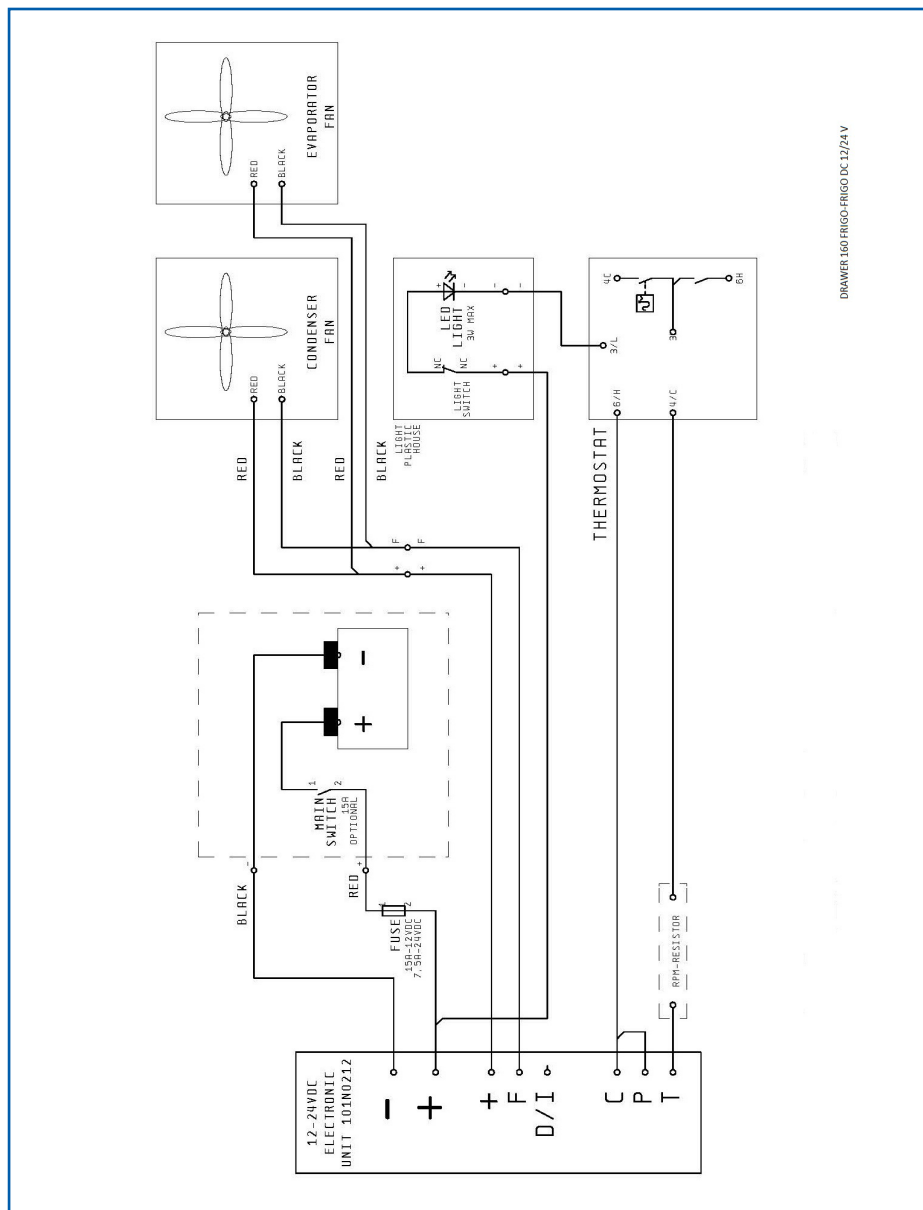 EVAPORATOR
FAN
RED
BLACK
CONDENSER
FAN
RED
BLACK
RED
BLACK
RED
BLACK
LED
LIGHT
3W MAX
+
-
-
-
NC
NC
LIGHT
SWITCH
+
+
LIGHT
PLASTIC
HOUSE
4C
6H
3
3/L
6/H
4/C
THERMOSTAT
F
F
+
+
-
+
1
2
MAIN
SWITCH
15A
OPTIONAL
-
+
BLACK
RED
1
2
FUSE
15A-12VDC
7.5A-24VDC
RPM-RESISTOR
12-24VDC
ELECTRONIC
UNIT 101N0212
-
+
+
F
D/I
C
P
T
DRAWER 160 FRIGO-FRIGO DC 12/24 V